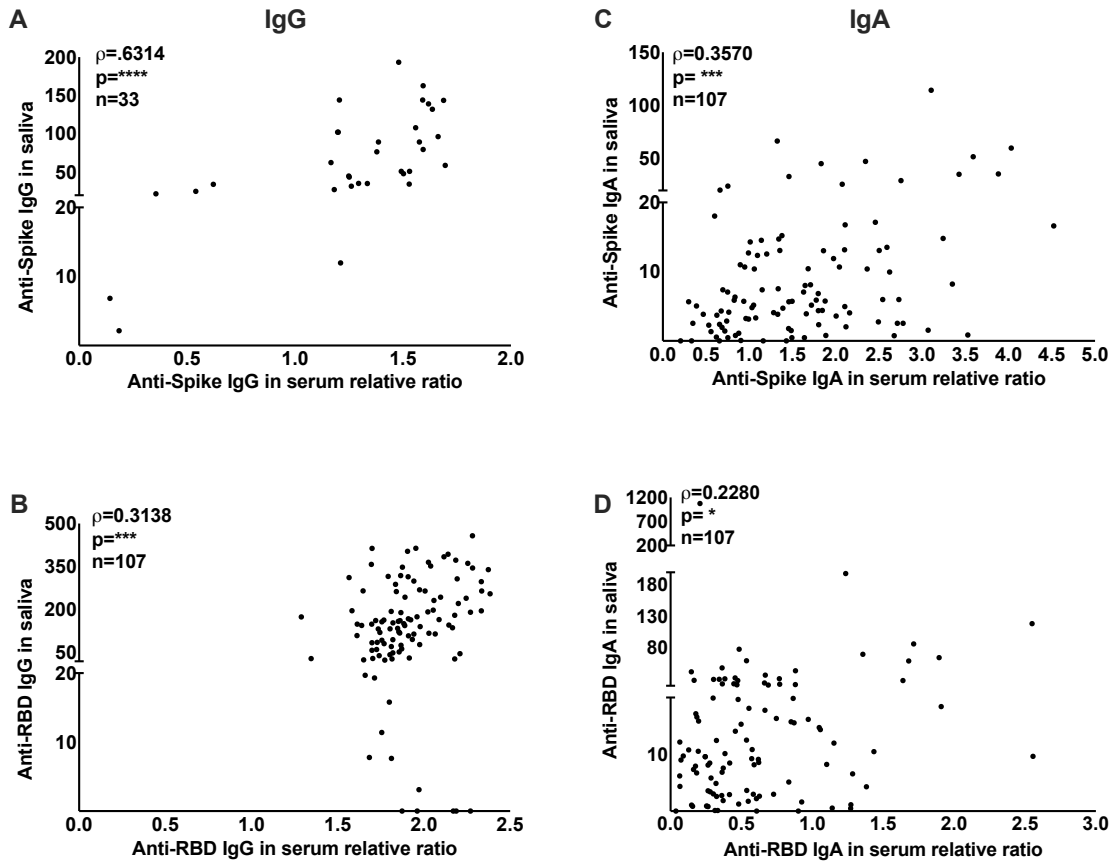 A
IgG
ρ=.6314
p=****
n=33
200
150
100
50
20
10
0.0
0.5
1.0
1.5
2.0
Anti-Spike IgG in saliva
Anti-Spike IgG in serum relative ratio
C
IgA
ρ=0.3570
p= ***
n=107
150
100
50
20
10
0
0.0
0.5
1.0
1.5
2.0
2.5
3.0
3.5
4.0
4.5
5.0
Anti-Spike IgA in saliva
Anti-Spike IgA in serum relative ratio
B
ρ=0.3138
p=***
n=107
500
350
200
50
20
10
0.0
0.5
1.0
1.5
2.0
2.5
Anti-RBD IgG in saliva
Anti-RBD IgG in serum relative ratio
D
ρ=0.2280
p= *
n=107
1200
700
200
180
130
80
10
0.0
0.5
1.0
1.5
2.0
2.5
3.0
Anti-RBD IgA in saliva
Anti-RBD IgA in serum relative ratio